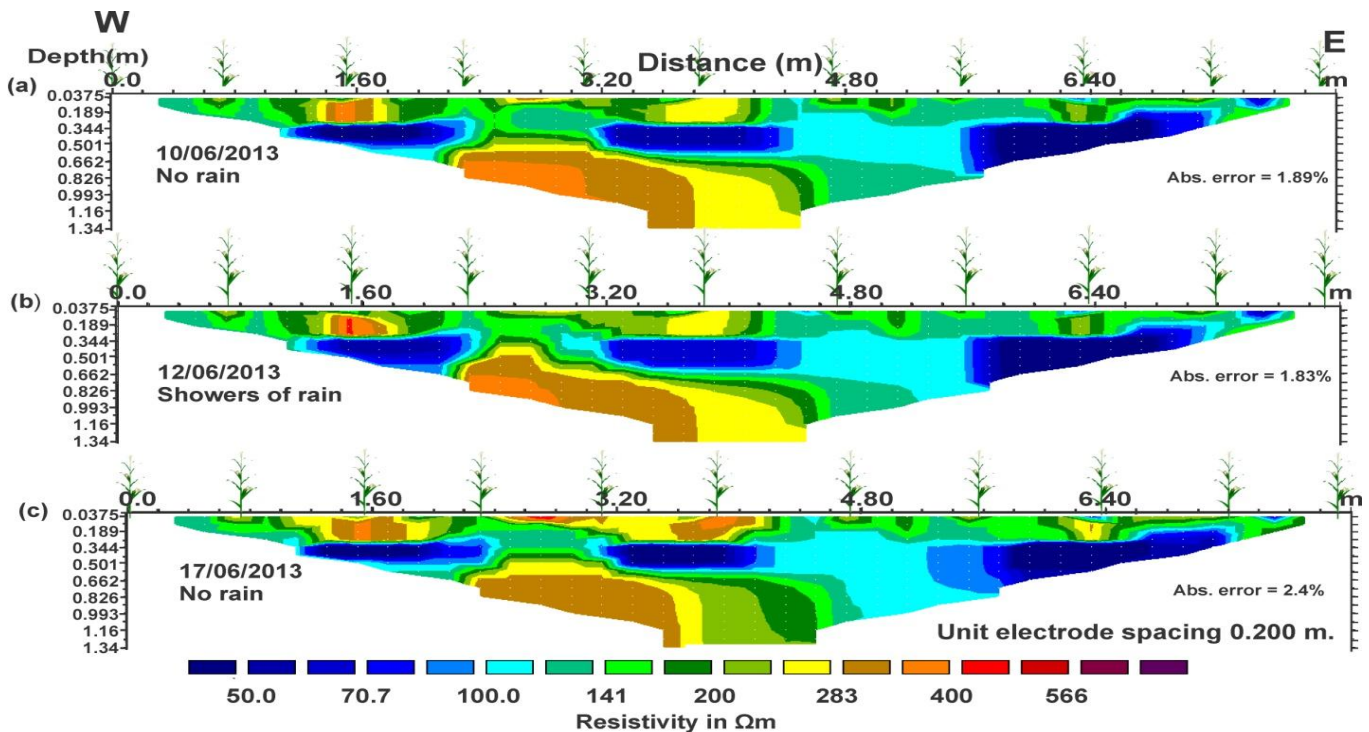 W
E
Depth(m)
Distance (m)
(a)
0.0 1.60 3.20 4.80 6.40 m
0.0375
0.189
0.344
0.501
0.662
0.826
0.993
1.16
1.34
10/06/2013
No rain
Abs. error = 1.89%
(b)
0.0 1.60 3.20 4.80 6.40 m
0.0375
0.189
0.344
0.501
0.662
0.826
0.993
1.16
1.34
12/06/2013
Showers of rain
Abs. error = 1.83%
(c)
0.0 1.60 3.20 4.80 6.40 m
0.0375
0.189
0.344
0.501
0.662
0.826
0.993
1.16
1.34
17/06/2013
No rain
Abs. error = 2.4%
Unit electrode spacing 0.200 m.
50.0 70.7 100.0 141 200 283 400 566
Resistivity in Ωm